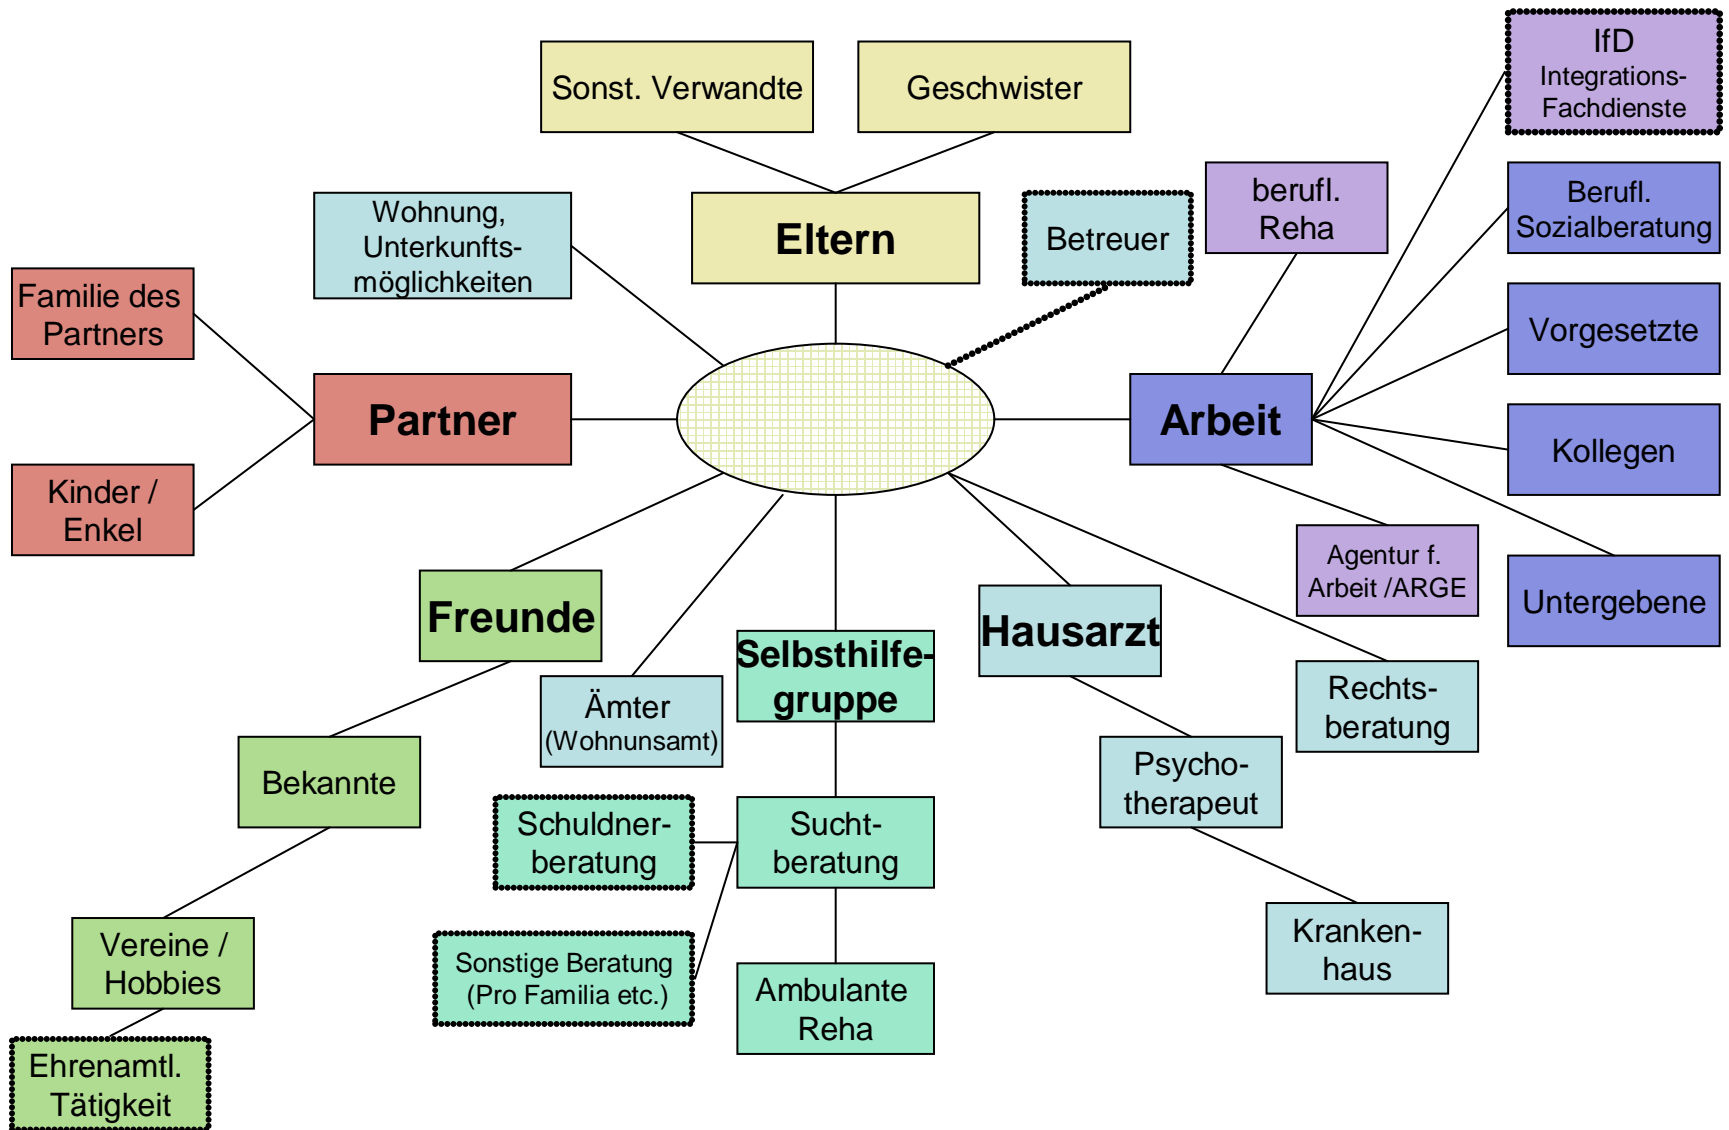 IfD
Integrations-
Fachdienste
Sonst. Verwandte
Geschwister
berufl.
Reha
Berufl.
Sozialberatung
Wohnung,
Unterkunfts-
möglichkeiten
Eltern
Betreuer
Familie des
Partners
Vorgesetzte
Partner
Arbeit
Kollegen
Kinder /
Enkel
Agentur f.
Arbeit /ARGE
Untergebene
Freunde
Hausarzt
Selbsthilfe-
gruppe
Ämter
(Wohnunsamt)
Rechts-
beratung
Bekannte
Psycho-
therapeut
Schuldner-
beratung
Sucht-
beratung
Vereine /
Hobbies
Kranken-
haus
Sonstige Beratung
(Pro Familia etc.)
Ambulante
Reha
Ehrenamtl.
Tätigkeit